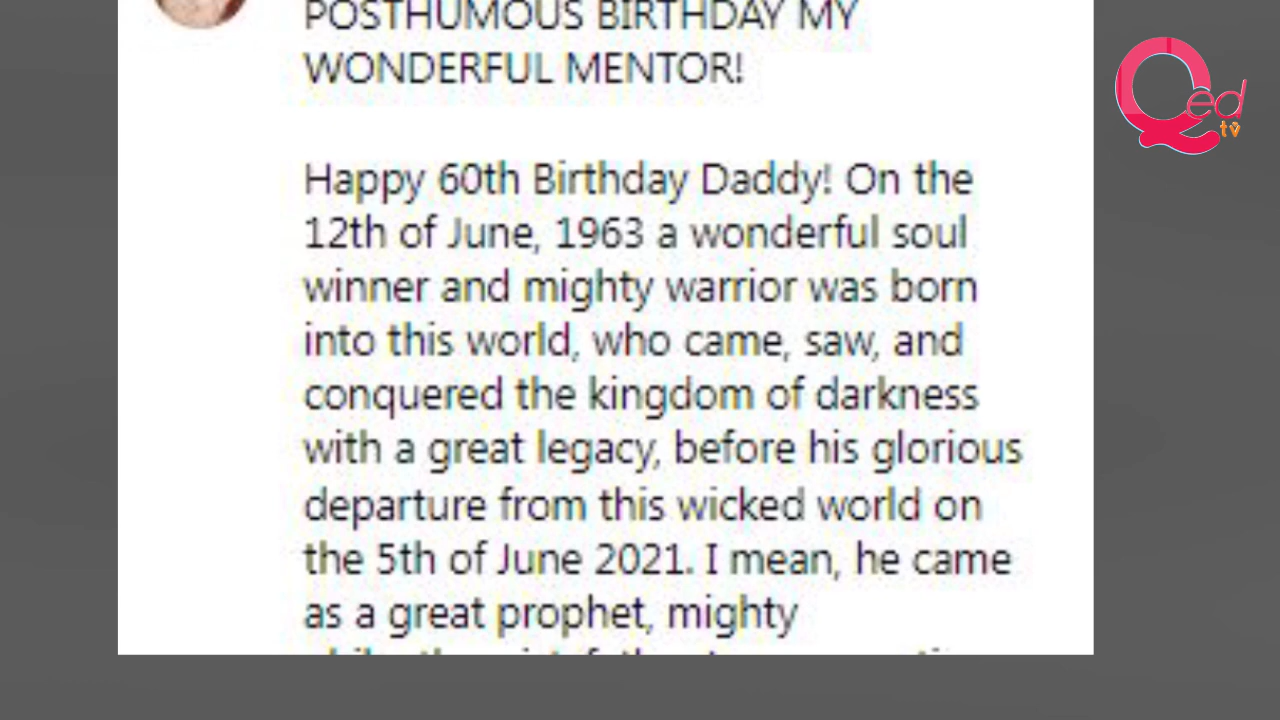 POSTHUMOUS BIRTHDAY MY
WONDERFUL MENTOR!
Happy 60th Birthday Daddy! On the
12th of June, 1963 a wonderful soul
winner and mighty warrior was born
into this world, who came, saw, and
conquered the kingdom of darkness
with a great legacy, before his glorious
departure from this wicked world on
the 5th of June 2021. I mean, he came
as a great prophet, mighty
Qed
tv